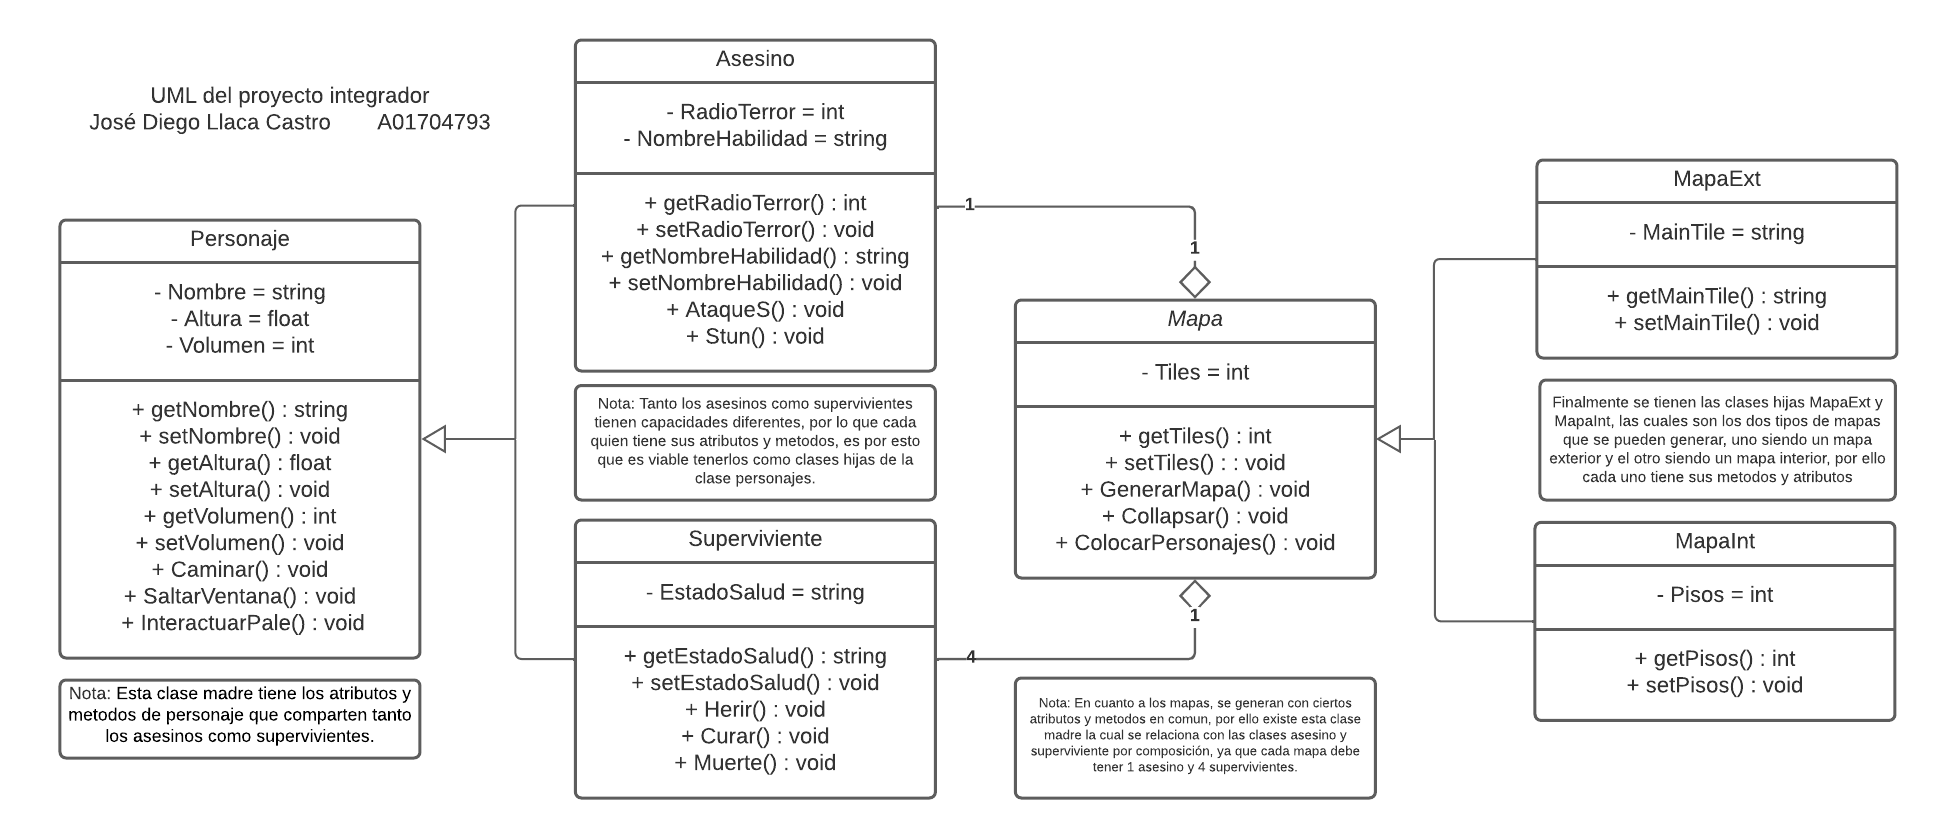 UML del proyecto integrador
José Diego Llaca Castro A01704793
Personaje
- Nombre = string
- Altura = float
- Volumen = int
+ getNombre() : string
+ setNombre() : void
+ getAltura() : float
+ setAltura() : void
+ getVolumen() : int
+ setVolumen() : void
+ Caminar() : void
+ SaltarVentana() : void
+ InteractuarPale() : void
Nota: Esta clase madre tiene los atributos y
metodos de personaje que comparten tanto
los asesinos como supervivientes.
Asesino
- RadioTerror = int
- NombreHabilidad = string
+ getRadioTerror() : int
+ setRadioTerror() : void
+ getNombreHabilidad() : string
+ setNombreHabilidad() : void
+ AtaqueS() : void
+ Stun() : void
Nota: Tanto los asesinos como supervivientes
tienen capacidades diferentes, por lo que cada
quien tiene sus atributos y metodos, es por esto
que es viable tenerlos como clases hijas de la
clase personajes.
Superviviente
- EstadoSalud = string
+ getEstadoSalud() : string
+ setEstadoSalud() : void
+ Herir() : void
+ Curar() : void
+ Muerte() : void
1
1
Mapa
- Tiles = int
+ getTiles() : int
+ setTiles() : : void
+ GenerarMapa() : void
+ Collapsar() : void
+ ColocarPersonajes() : void
1
4
Nota: En cuanto a los mapas, se generan con ciertos
atributos y metodos en comun, por ello existe esta clase
madre la cual se relaciona con las clases asesino y
superviviente por composición, ya que cada mapa debe
tener 1 asesino y 4 supervivientes.
MapaExt
- MainTile = string
+ getMainTile() : string
+ setMainTile() : void
Finalmente se tienen las clases hijas MapaExt y
MapaInt, las cuales son los dos tipos de mapas
que se pueden generar, uno siendo un mapa
exterior y el otro siendo un mapa interior, por ello
cada uno tiene sus metodos y atributos
MapaInt
- Pisos = int
+ getPisos() : int
+ setPisos() : void